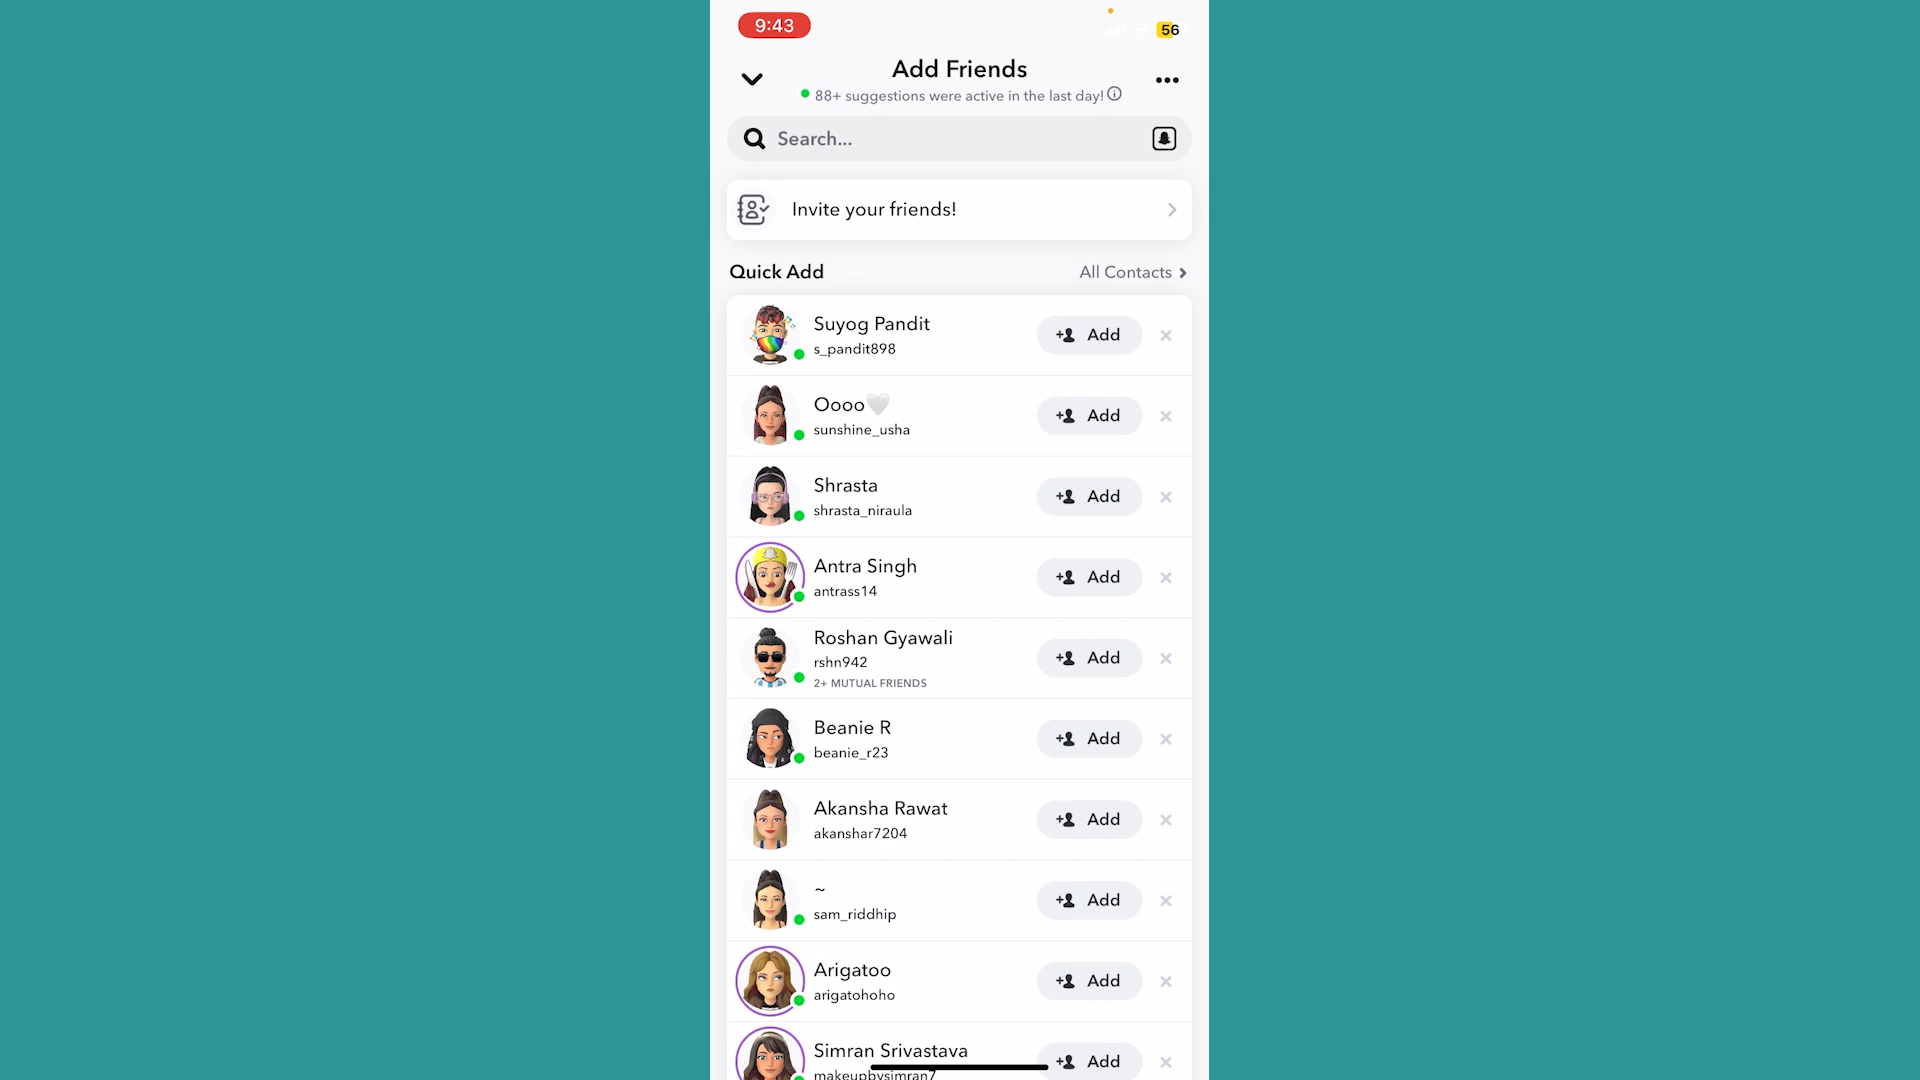 9:43
56
Add Friends
88+ suggestions were active in the last day!
Search...
Invite your friends!
Quick Add
All Contacts
Suyog Pandit
s_pandit898
Add
Oooo🤍
sunshine_usha
Add
Shrasta
shrasta_niraula
Add
Antra Singh
antrass14
Add
Roshan Gyawali
rshn942
2+ MUTUAL FRIENDS
Add
Beanie R
beanie_r23
Add
Akansha Rawat
akanshar7204
Add
~
sam_riddhip
Add
Arigatoo
arigatohoho
Add
Simran Srivastava
makeupbysimran7
Add